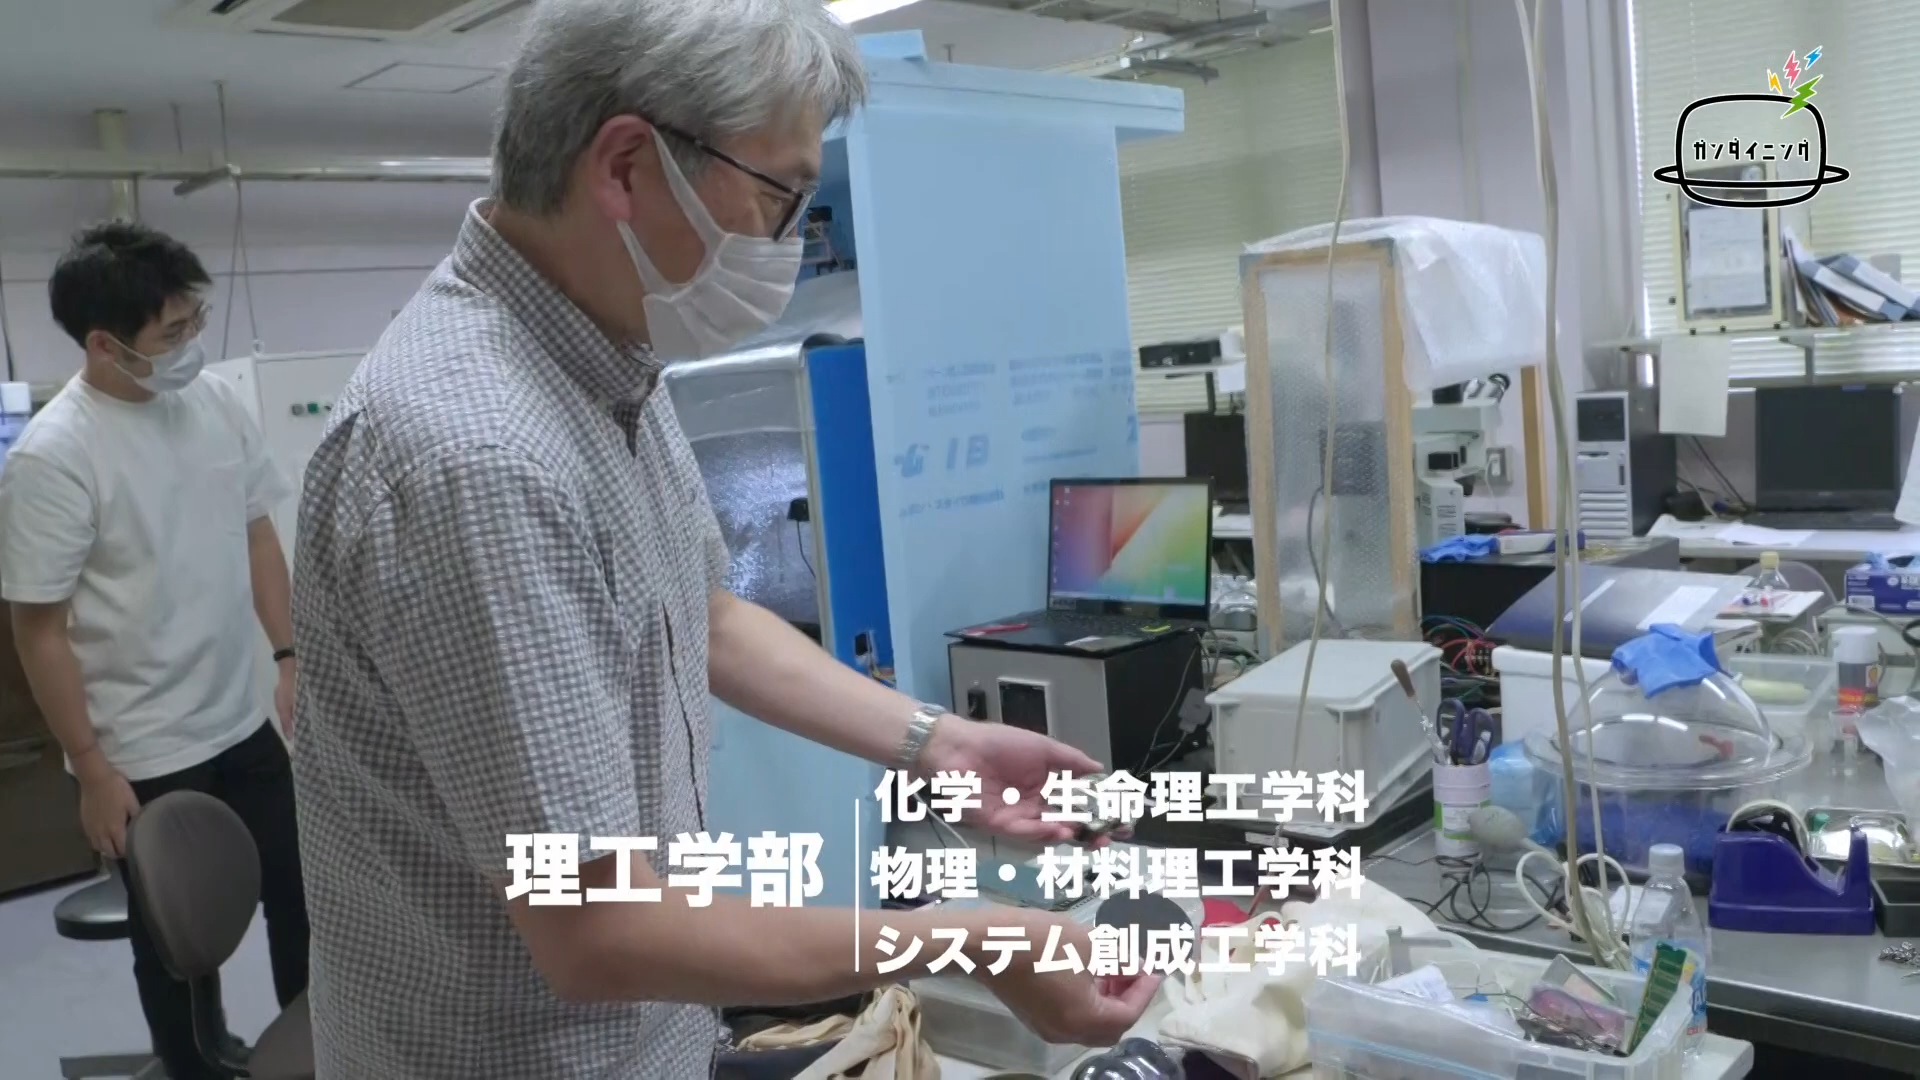 ガンダイニング
理工学部
化学・生命理工学科
物理・材料理工学科
システム創成工学科